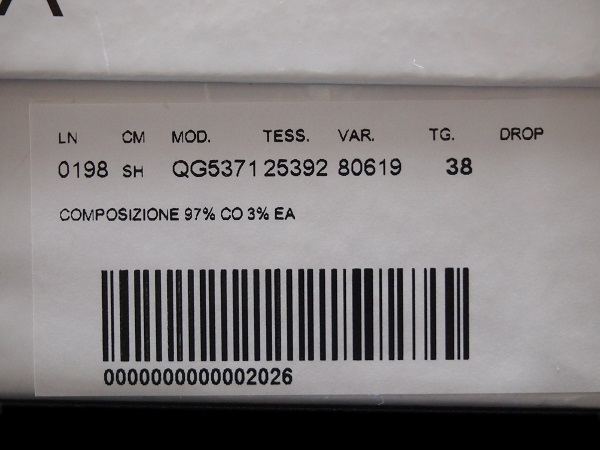 A
LN CM MOD. TESS. VAR. TG. DROP
0198 SH QG5371 25392 80619 38
COMPOSIZIONE 97% CO 3% EA
0000000000002026